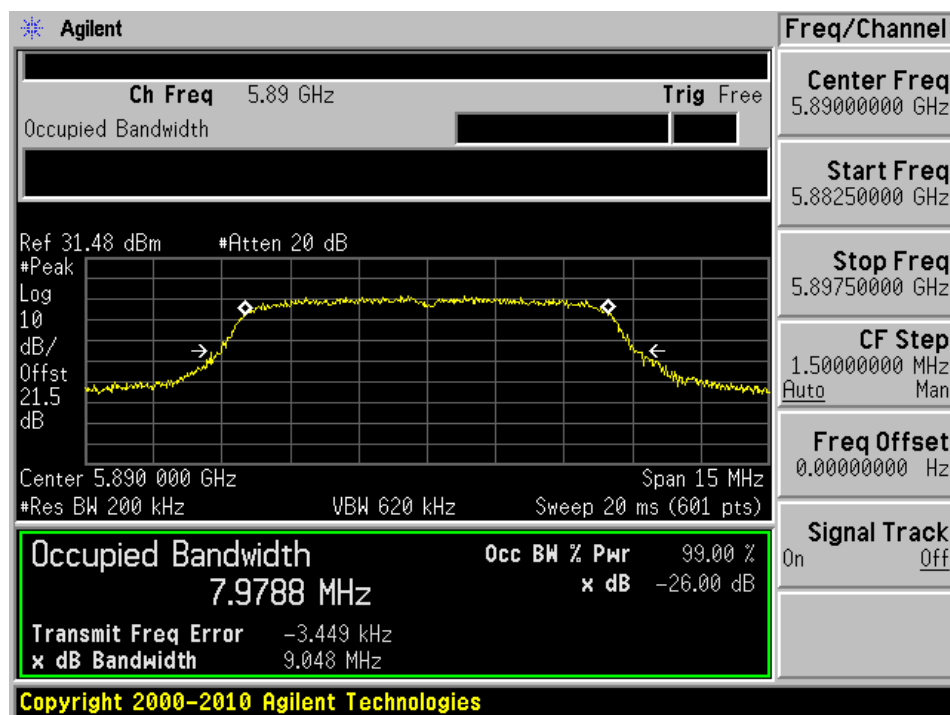 Agilent
Freq/Channel
Ch Freq 5.89 GHz Trig Free
Occupied Bandwidth
Center Freq
5.89000000 GHz
Start Freq
5.88250000 GHz
Stop Freq
5.89750000 GHz
CF Step
1.50000000 MHz
Auto Man
Freq Offset
0.00000000 Hz
Signal Track
On Off
Ref 31.48 dBm #Atten 20 dB
#Peak
Log
10
dB/
Offst
21.5
dB
Center 5.890 000 GHz Span 15 MHz
#Res BW 200 kHz VBW 620 kHz Sweep 20 ms (601 pts)
Occupied Bandwidth Occ BW % Pwr 99.00 %
7.9788 MHz x dB -26.00 dB
Transmit Freq Error -3.449 kHz
x dB Bandwidth 9.048 MHz
Copyright 2000-2010 Agilent Technologies